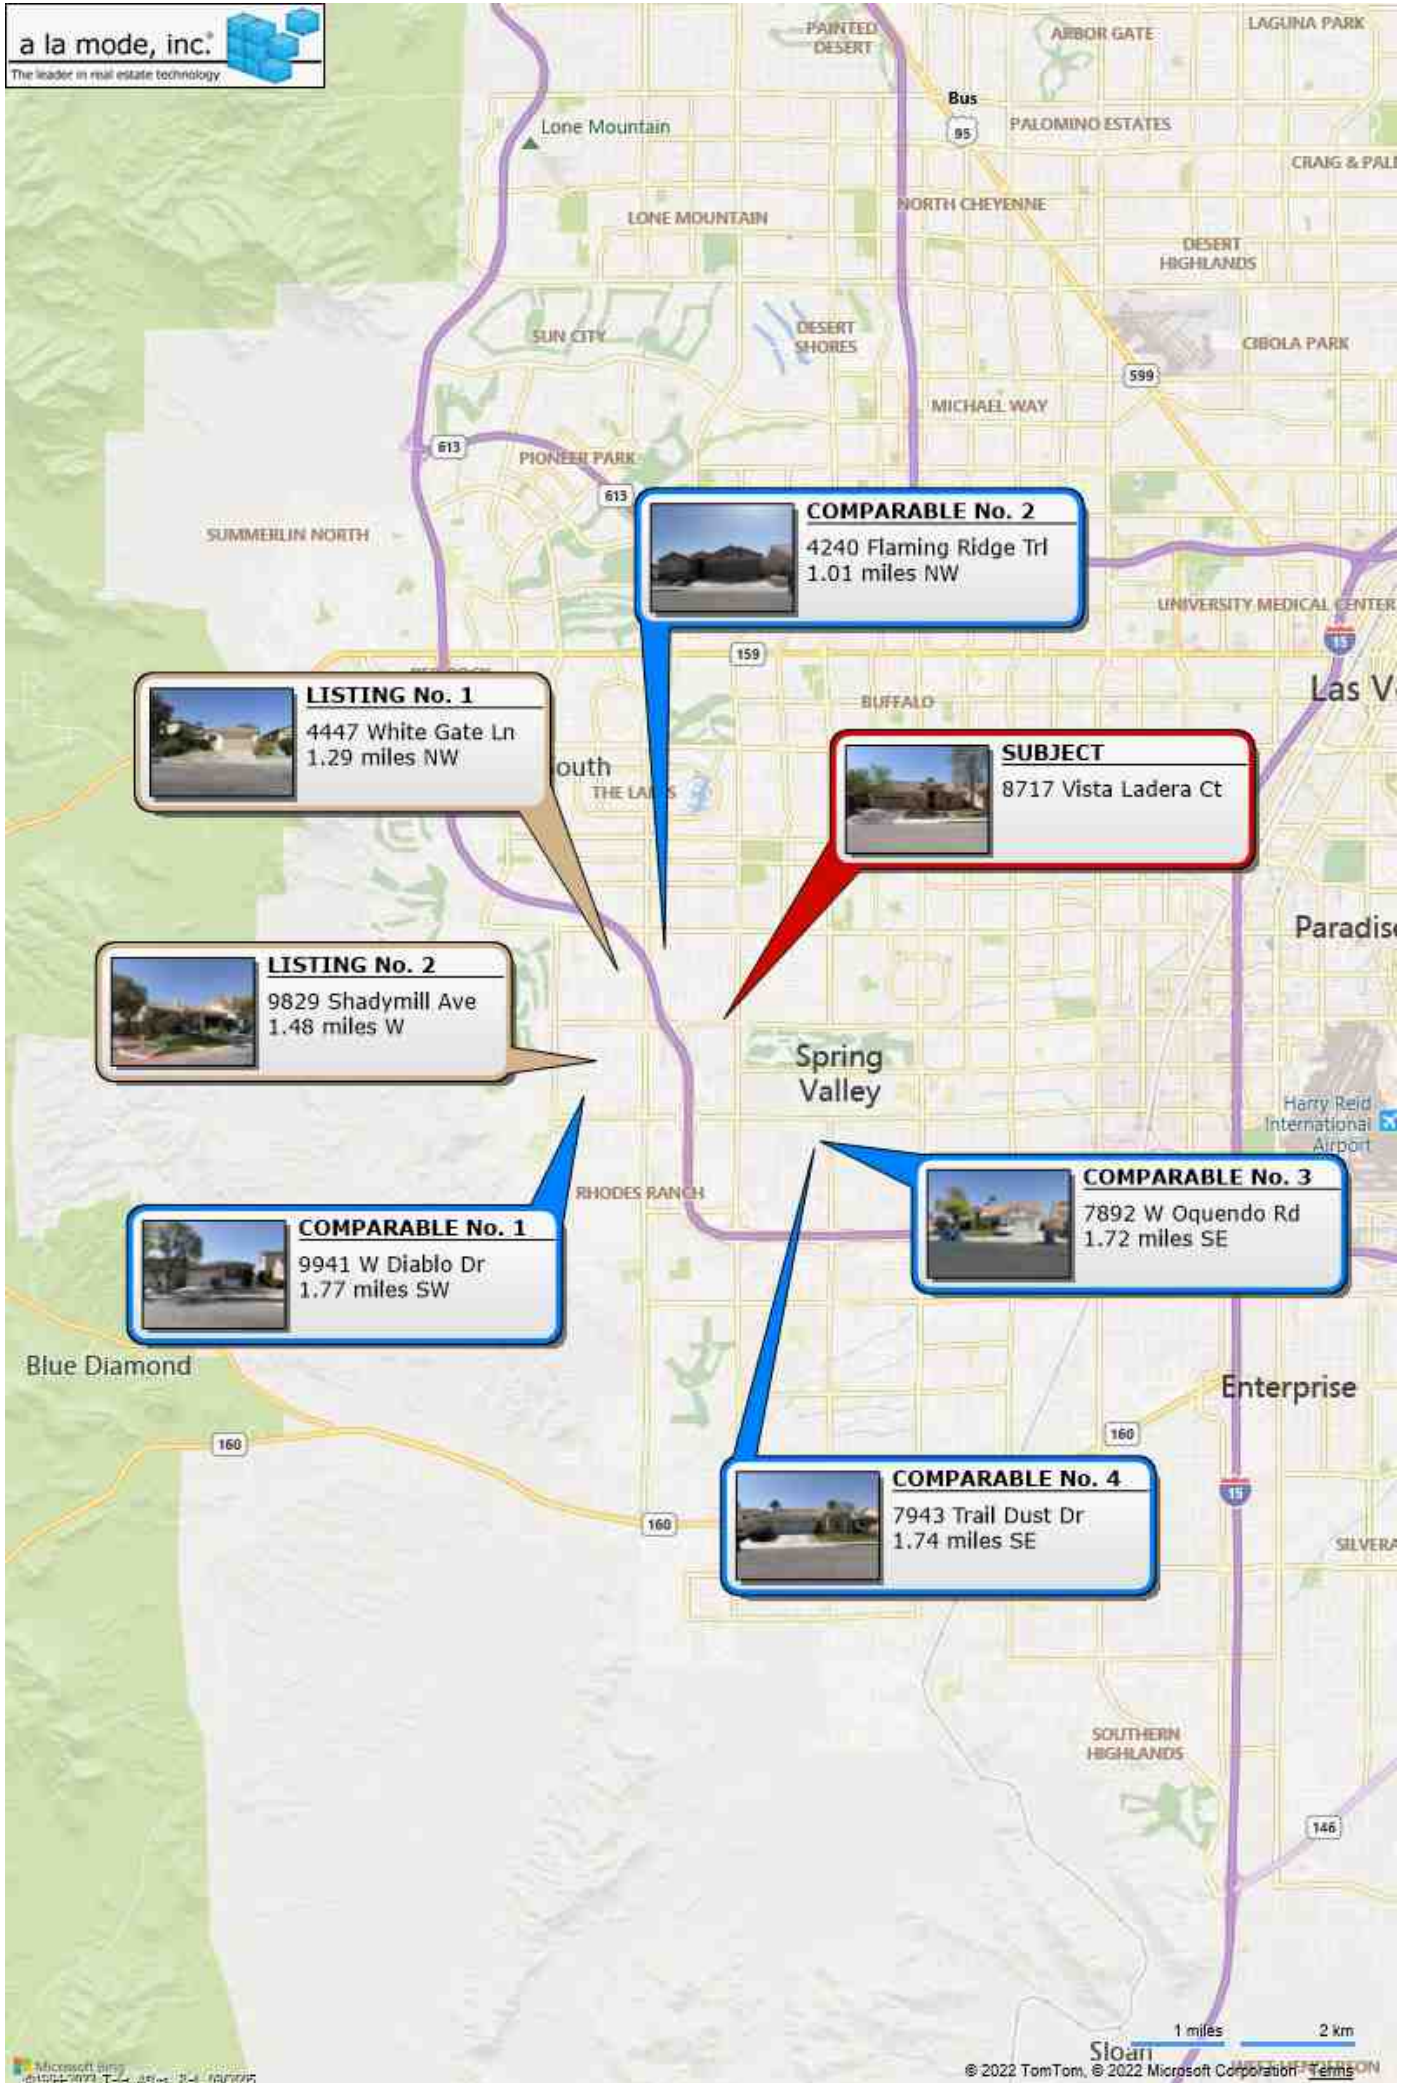 a la mode, inc.®
The leader in real estate technology
PAINTED
DESERT
ARBOR GATE
LAGUNA PARK
Bus
95
PALOMINO ESTATES
Lone Mountain
CRAIG & PAL
NORTH CHEYENNE
LONE MOUNTAIN
DESERT
HIGHLANDS
SUN CITY
DESERT
SHORES
CIBOLA PARK
599
MICHAEL WAY
613
PIONEER PARK
613
SUMMERLIN NORTH
COMPARABLE No. 2
4240 Flaming Ridge Trl
1.01 miles NW
UNIVERSITY MEDICAL CENTER
15
159
LISTING No. 1
4447 White Gate Ln
1.29 miles NW
BUFFALO
Las V
SUBJECT
8717 Vista Ladera Ct
outh
THE LA S
Paradis
LISTING No. 2
9829 Shadymill Ave
1.48 miles W
Spring
Valley
Harry Reid
International
Airport
COMPARABLE No. 3
7892 W Oquendo Rd
1.72 miles SE
RHODES RANCH
COMPARABLE No. 1
9941 W Diablo Dr
1.77 miles SW
Blue Diamond
Enterprise
160
160
COMPARABLE No. 4
7943 Trail Dust Dr
1.74 miles SE
15
160
SILVERA
SOUTHERN
HIGHLANDS
146
1 miles 2 km
Sloan
Microsoft Bing
© 2022 TomTom, © 2022 Microsoft Corporation Terms